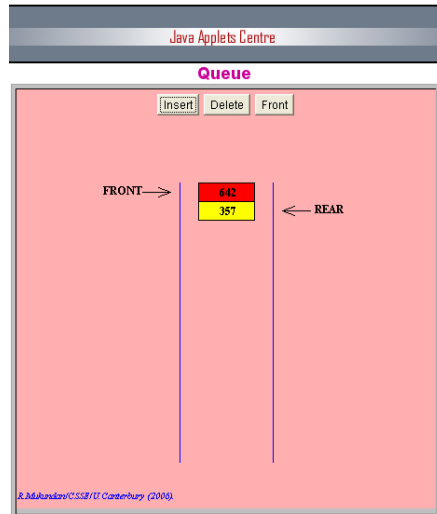 Java Applets Centre
Queue
Insert Delete Front
FRONT 642
357 REAR
R.Mukundan/CSSE/U.Canterbury (2006).